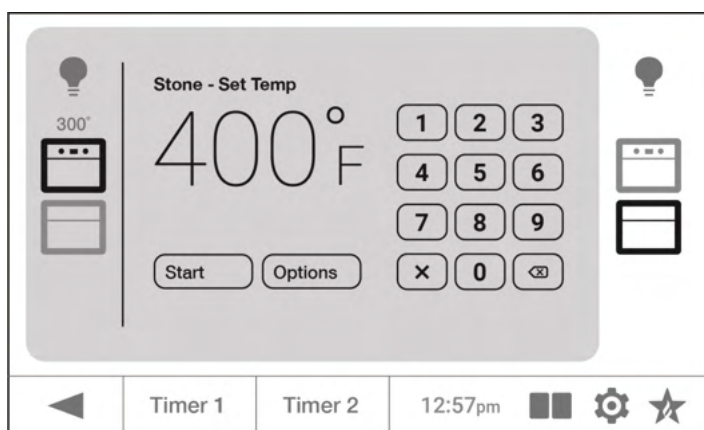 300°
Stone - Set Temp
400°F
1 2 3
4 5 6
7 8 9
× 0
Start Options
Timer 1 Timer 2 12:57pm